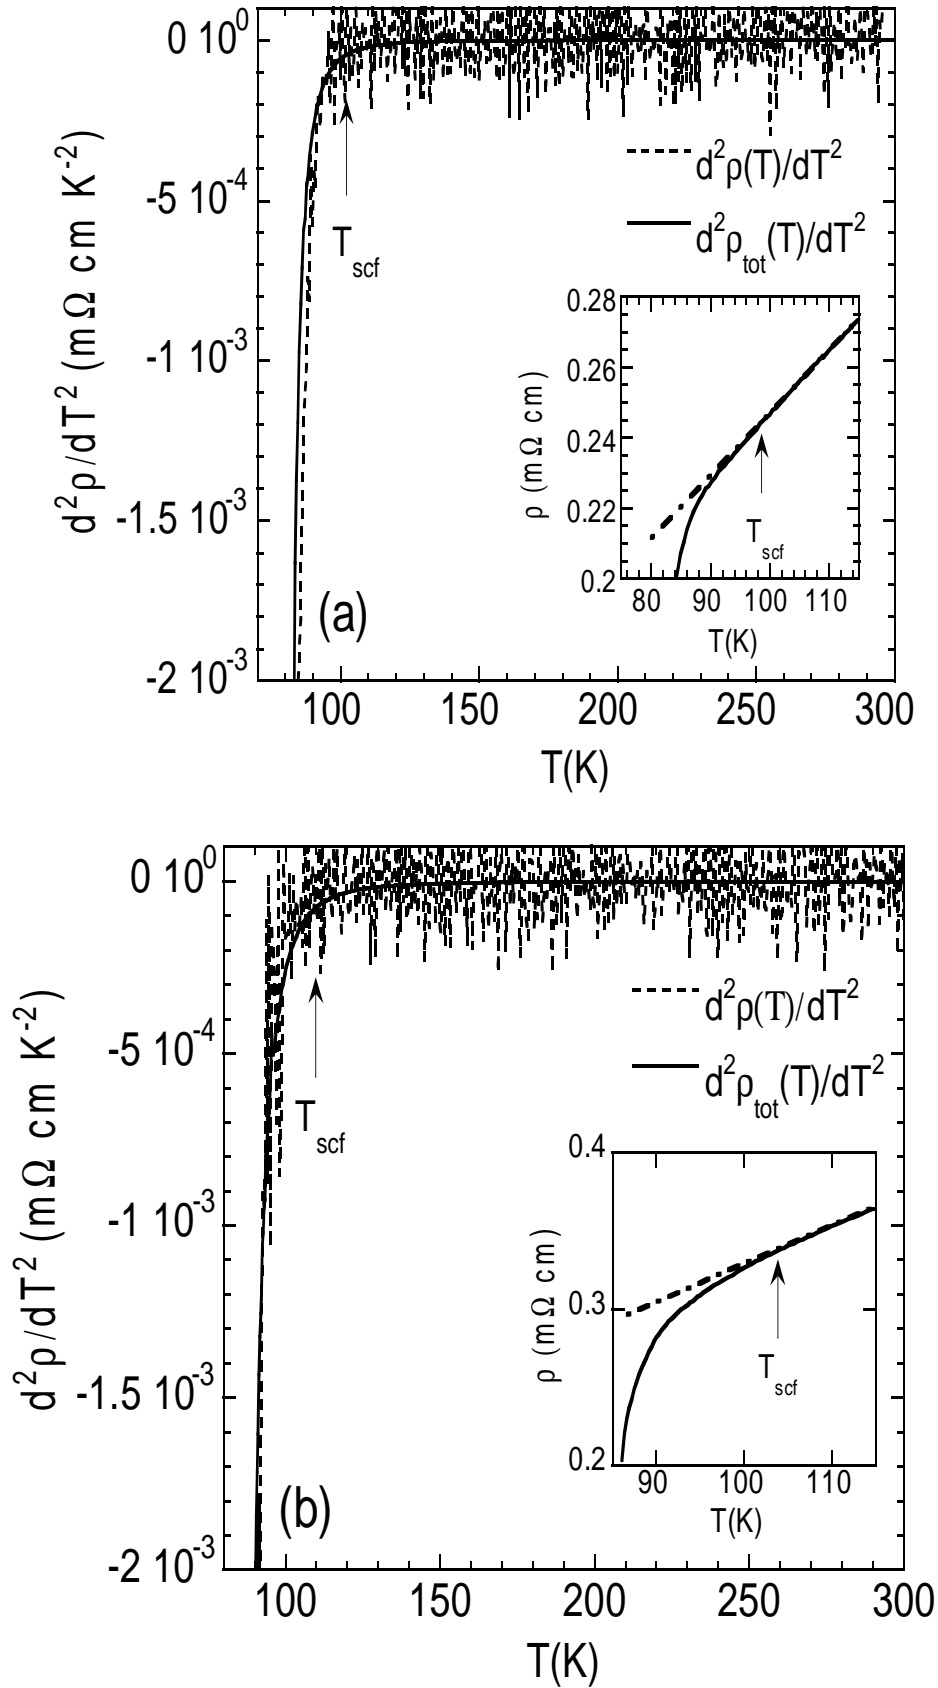 0 10^0
-5 10^-4
-1 10^-3
-1.5 10^-3
-2 10^-3
d^2ρ/dT^2 (mΩ cm K^-2)
T_scf
d^2ρ(T)/dT^2
d^2ρ_tot(T)/dT^2
0.28
0.26
0.24
0.22
0.2
ρ (mΩ cm)
T_scf
80 90 100 110
T(K)
(a)
100 150 200 250 300
T(K)
0 10^0
-5 10^-4
-1 10^-3
-1.5 10^-3
-2 10^-3
d^2ρ/dT^2 (mΩ cm K^-2)
T_scf
d^2ρ(T)/dT^2
d^2ρ_tot(T)/dT^2
0.4
0.3
0.2
ρ (mΩ cm)
T_scf
90 100 110
T(K)
(b)
100 150 200 250 300
T(K)